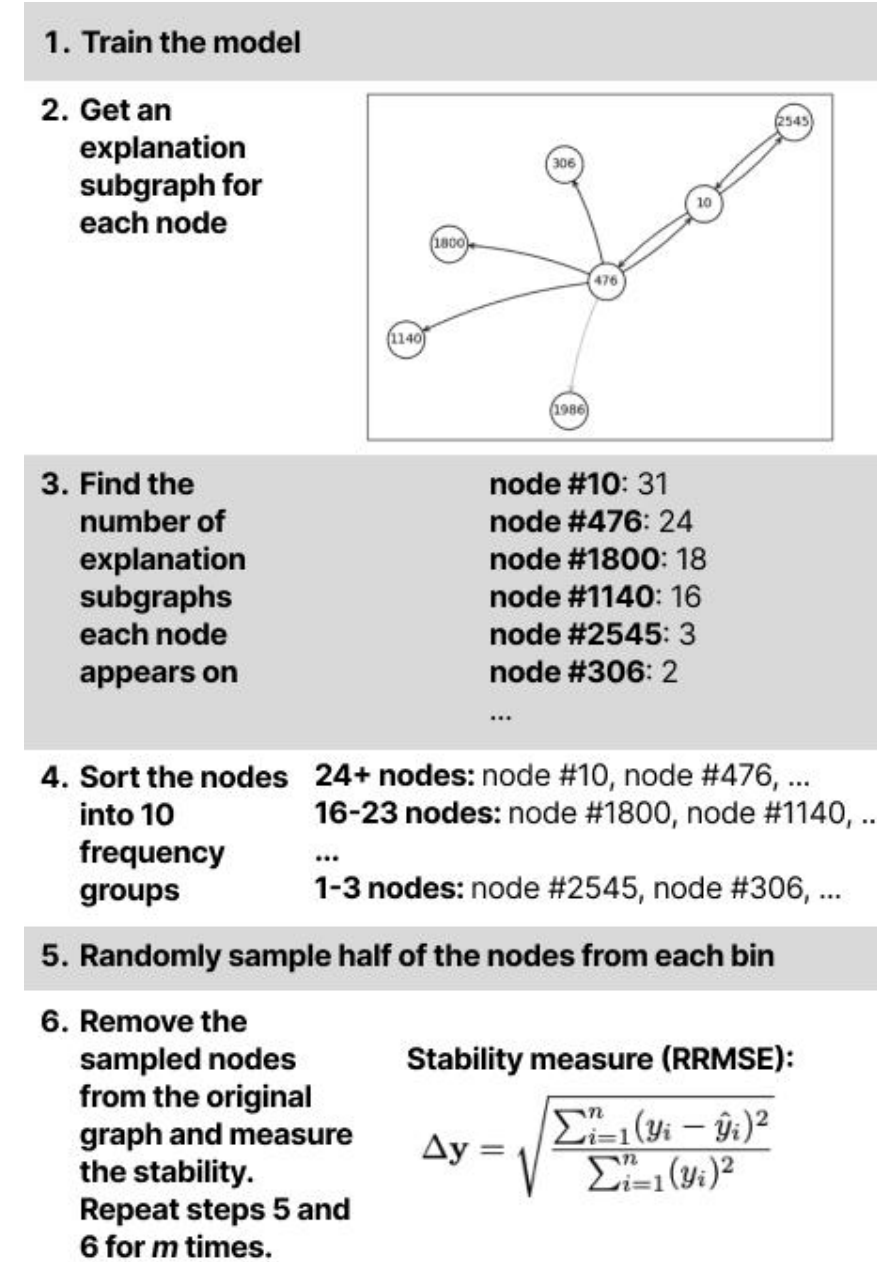 1. Train the model
2. Get an
explanation
subgraph for
each node
2545
306
10
1800
476
1140
1986
3. Find the
number of
explanation
subgraphs
each node
appears on
node #10: 31
node #476: 24
node #1800: 18
node #1140: 16
node #2545: 3
node #306: 2
...
4. Sort the nodes
into 10
frequency
groups
24+ nodes: node #10, node #476, ...
16-23 nodes: node #1800, node #1140, ..
...
1-3 nodes: node #2545, node #306, ...
5. Randomly sample half of the nodes from each bin
6. Remove the
sampled nodes
from the original
graph and measure
the stability.
Repeat steps 5 and
6 for m times.
Stability measure (RRMSE):
Δy = √(∑ⁿᵢ₌₁(yᵢ − ŷᵢ)² / ∑ⁿᵢ₌₁(yᵢ)²)